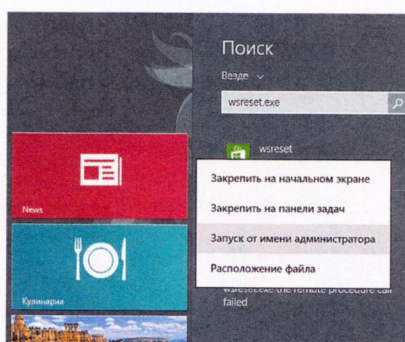 Поиск
Везде
wsreset.exe
wsreset
Закрепить на начальном экране
Закрепить на панели задач
Запуск от имени администратора
Расположение файла
wsreset.exe the remote procedure call
failed
News
Кулинария